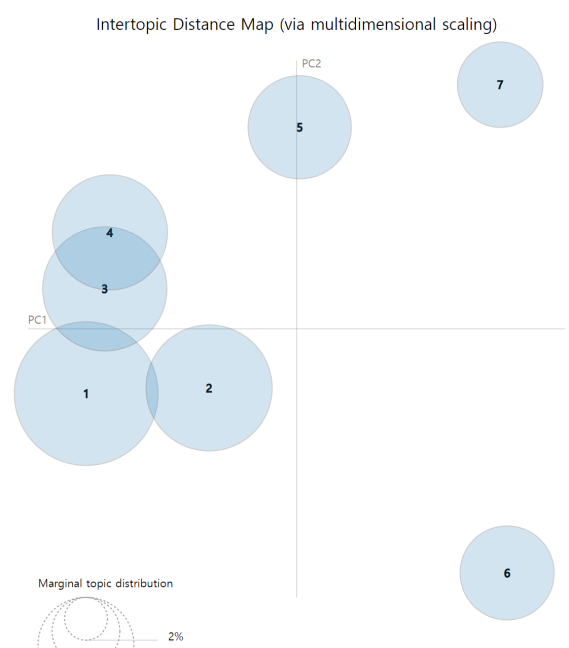 Intertopic Distance Map (via multidimensional scaling)
PC2
7
5
4
3
PC1
1
2
6
Marginal topic distribution
2%